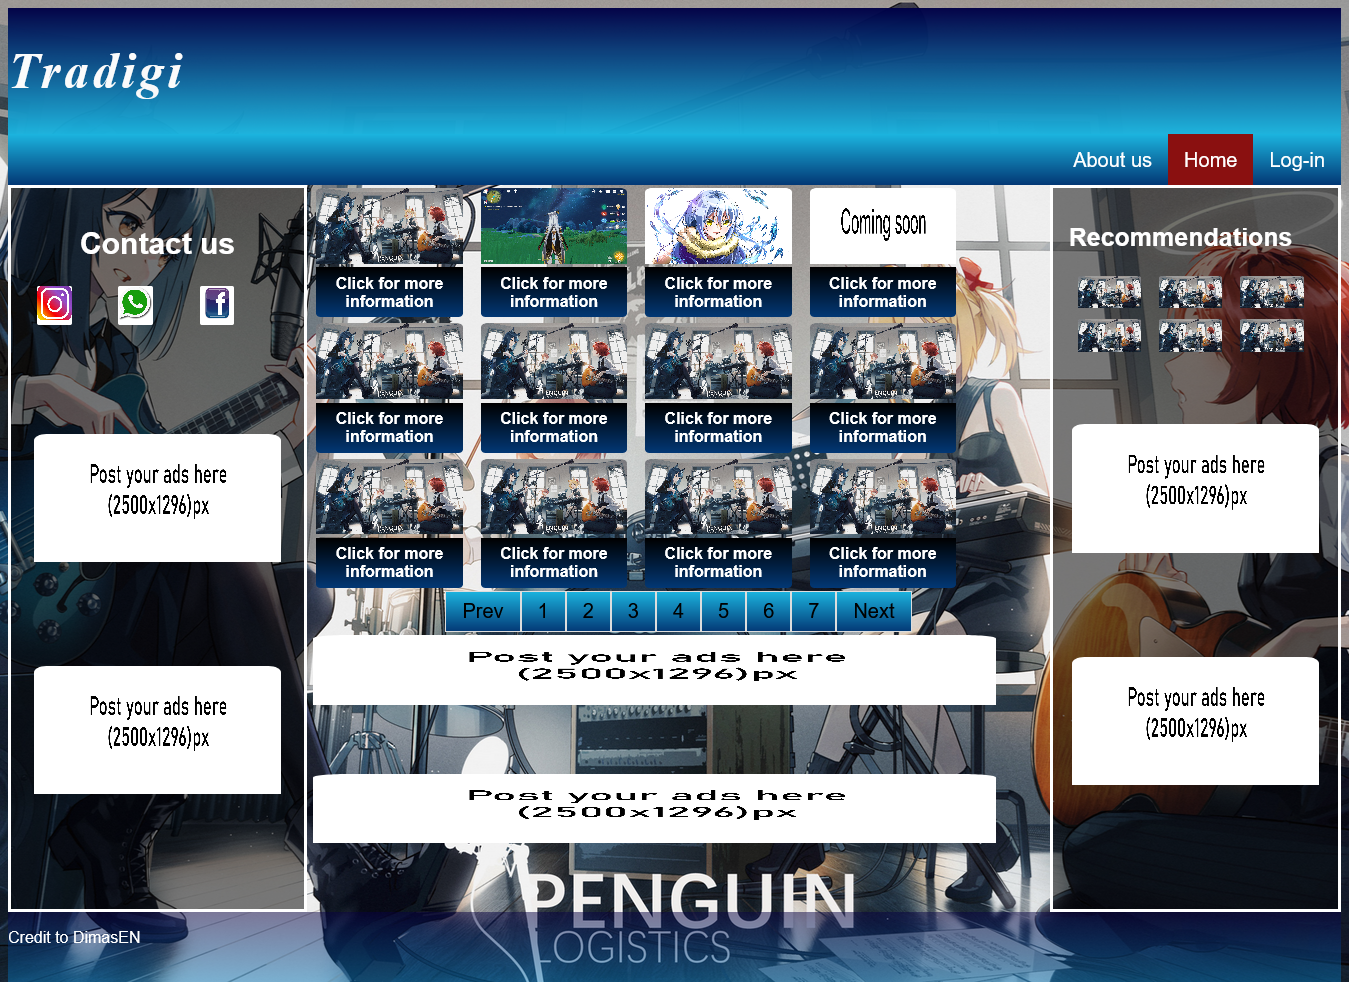 Tradigi
About us
Home
Log-in
Contact us
Post your ads here
(2500x1296)px
Post your ads here
(2500x1296)px
Coming soon
Click for more
information
Click for more
information
Click for more
information
Click for more
information
Click for more
information
Click for more
information
Click for more
information
Click for more
information
Click for more
information
Click for more
information
Click for more
information
Click for more
information
Prev
1
2
3
4
5
6
7
Next
Post your ads here
(2500x1296)px
Post your ads here
(2500x1296)px
Recommendations
Post your ads here
(2500x1296)px
Post your ads here
(2500x1296)px
PENGUIN
LOGISTICS
Credit to DimasEN